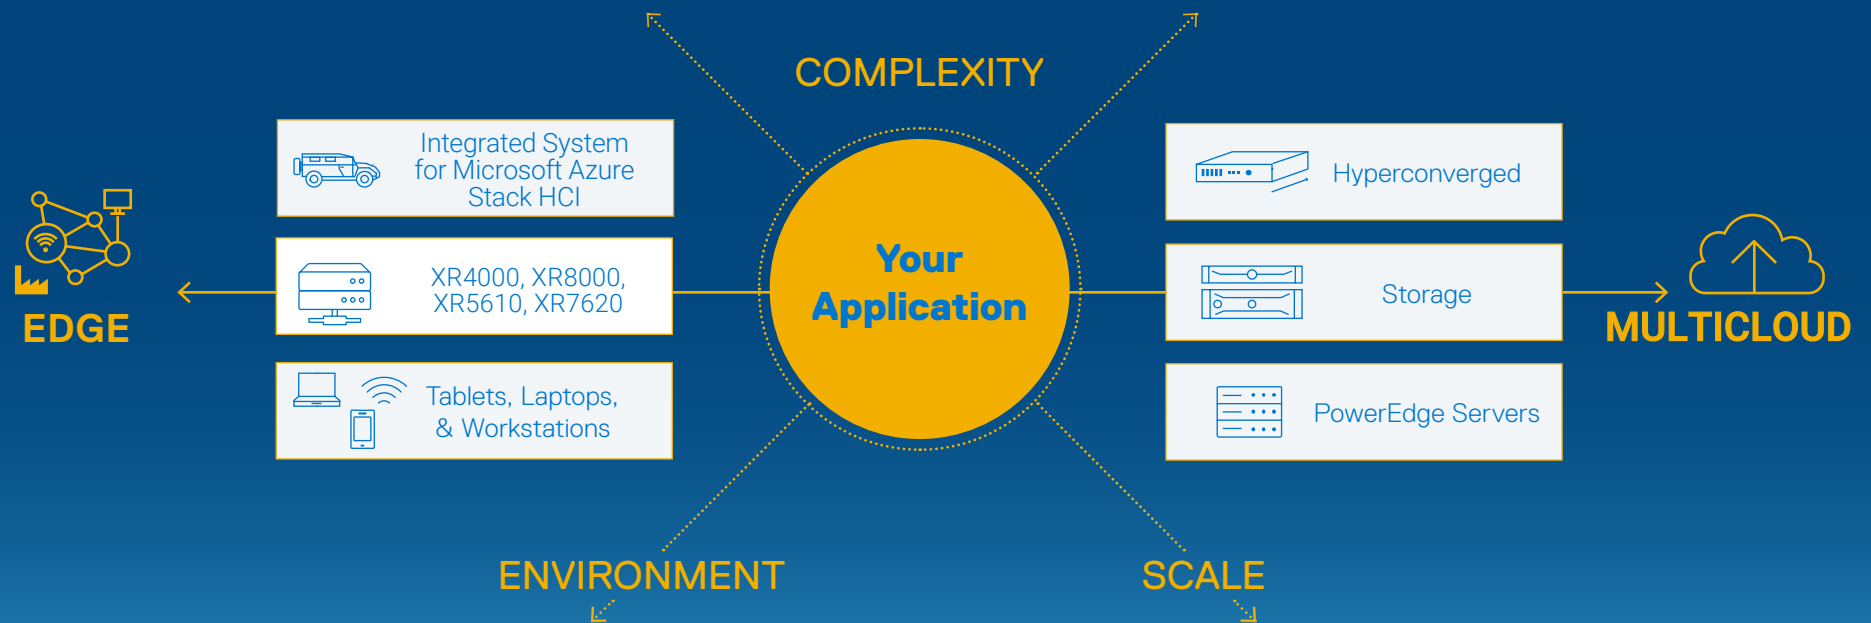 COMPLEXITY
Integrated System
for Microsoft Azure
Stack HCI
XR4000, XR8000,
XR5610, XR7620
Tablets, Laptops,
& Workstations
EDGE
Your
Application
Hyperconverged
Storage
PowerEdge Servers
MULTICLOUD
ENVIRONMENT
SCALE